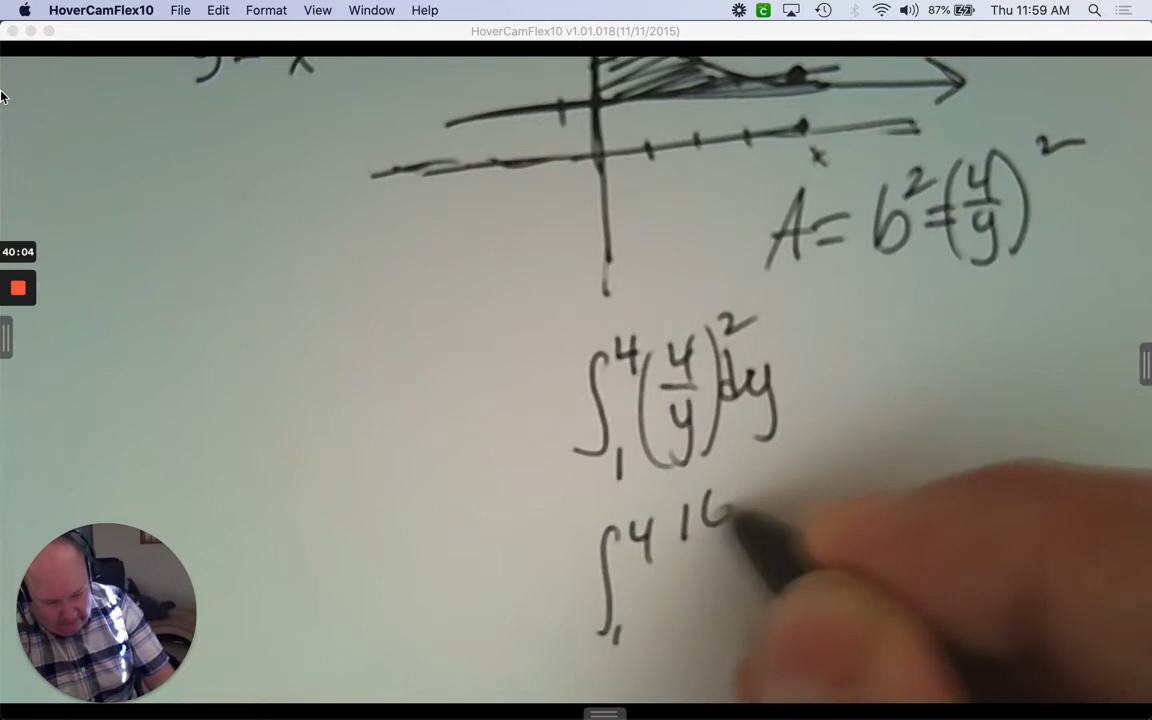 HoverCamFlex10 File Edit Format View Window Help 87% Thu 11:59 AM
HoverCamFlex10 v1.01.018(11/11/2015)
40:04
x
A = b² = (4/y)²
∫₁⁴ (4/y)² dy
∫₁⁴ 16